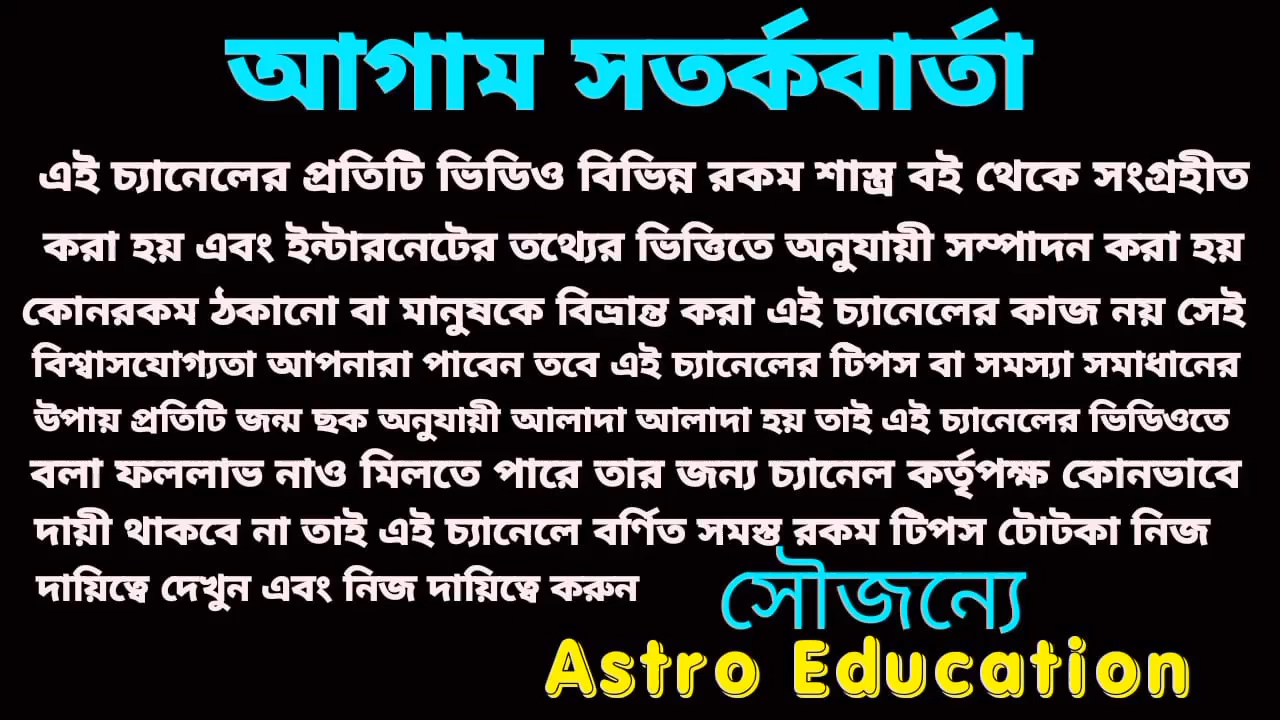 আগাম সতর্কবার্তা
এই চ্যানেলের প্রতিটি ভিডিও বিভিন্ন রকম শাস্ত্র বই থেকে সংগ্রহীত
করা হয় এবং ইন্টারনেটের তথ্যের ভিত্তিতে অনুযায়ী সম্পাদন করা হয়
কোনরকম ঠকানো বা মানুষকে বিভ্রান্ত করা এই চ্যানেলের কাজ নয় সেই
বিশ্বাসযোগ্যতা আপনারা পাবেন তবে এই চ্যানেলের টিপস বা সমস্যা সমাধানের
উপায় প্রতিটি জন্ম ছক অনুযায়ী আলাদা আলাদা হয় তাই এই চ্যানেলের ভিডিওতে
বলা ফললাভ নাও মিলতে পারে তার জন্য চ্যানেল কর্তৃপক্ষ কোনভাবে
দায়ী থাকবে না তাই এই চ্যানেলে বর্ণিত সমস্ত রকম টিপস টোটকা নিজ
দায়িত্বে দেখুন এবং নিজ দায়িত্বে করুন
সৌজন্যে
Astro Education